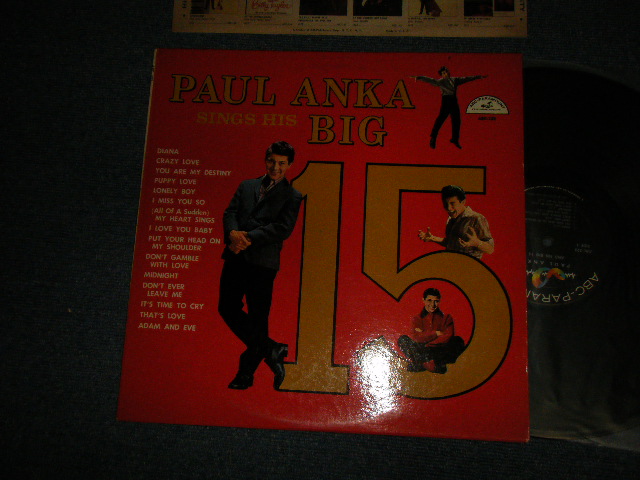 PAUL ANKA
SINGS HIS BIG
15
DIANA
CRAZY LOVE
YOU ARE MY DESTINY
PUPPY LOVE
LONELY BOY
I MISS YOU SO
(All Of A Sudden)
MY HEART SINGS
I LOVE YOU BABY
PUT YOUR HEAD ON
MY SHOULDER
DON'T GAMBLE
WITH LOVE
MIDNIGHT
DON'T EVER
LEAVE ME
IT'S TIME TO CRY
THAT'S LOVE
ADAM AND EVE
ABC-PARAMOUNT
ABC-PARAM